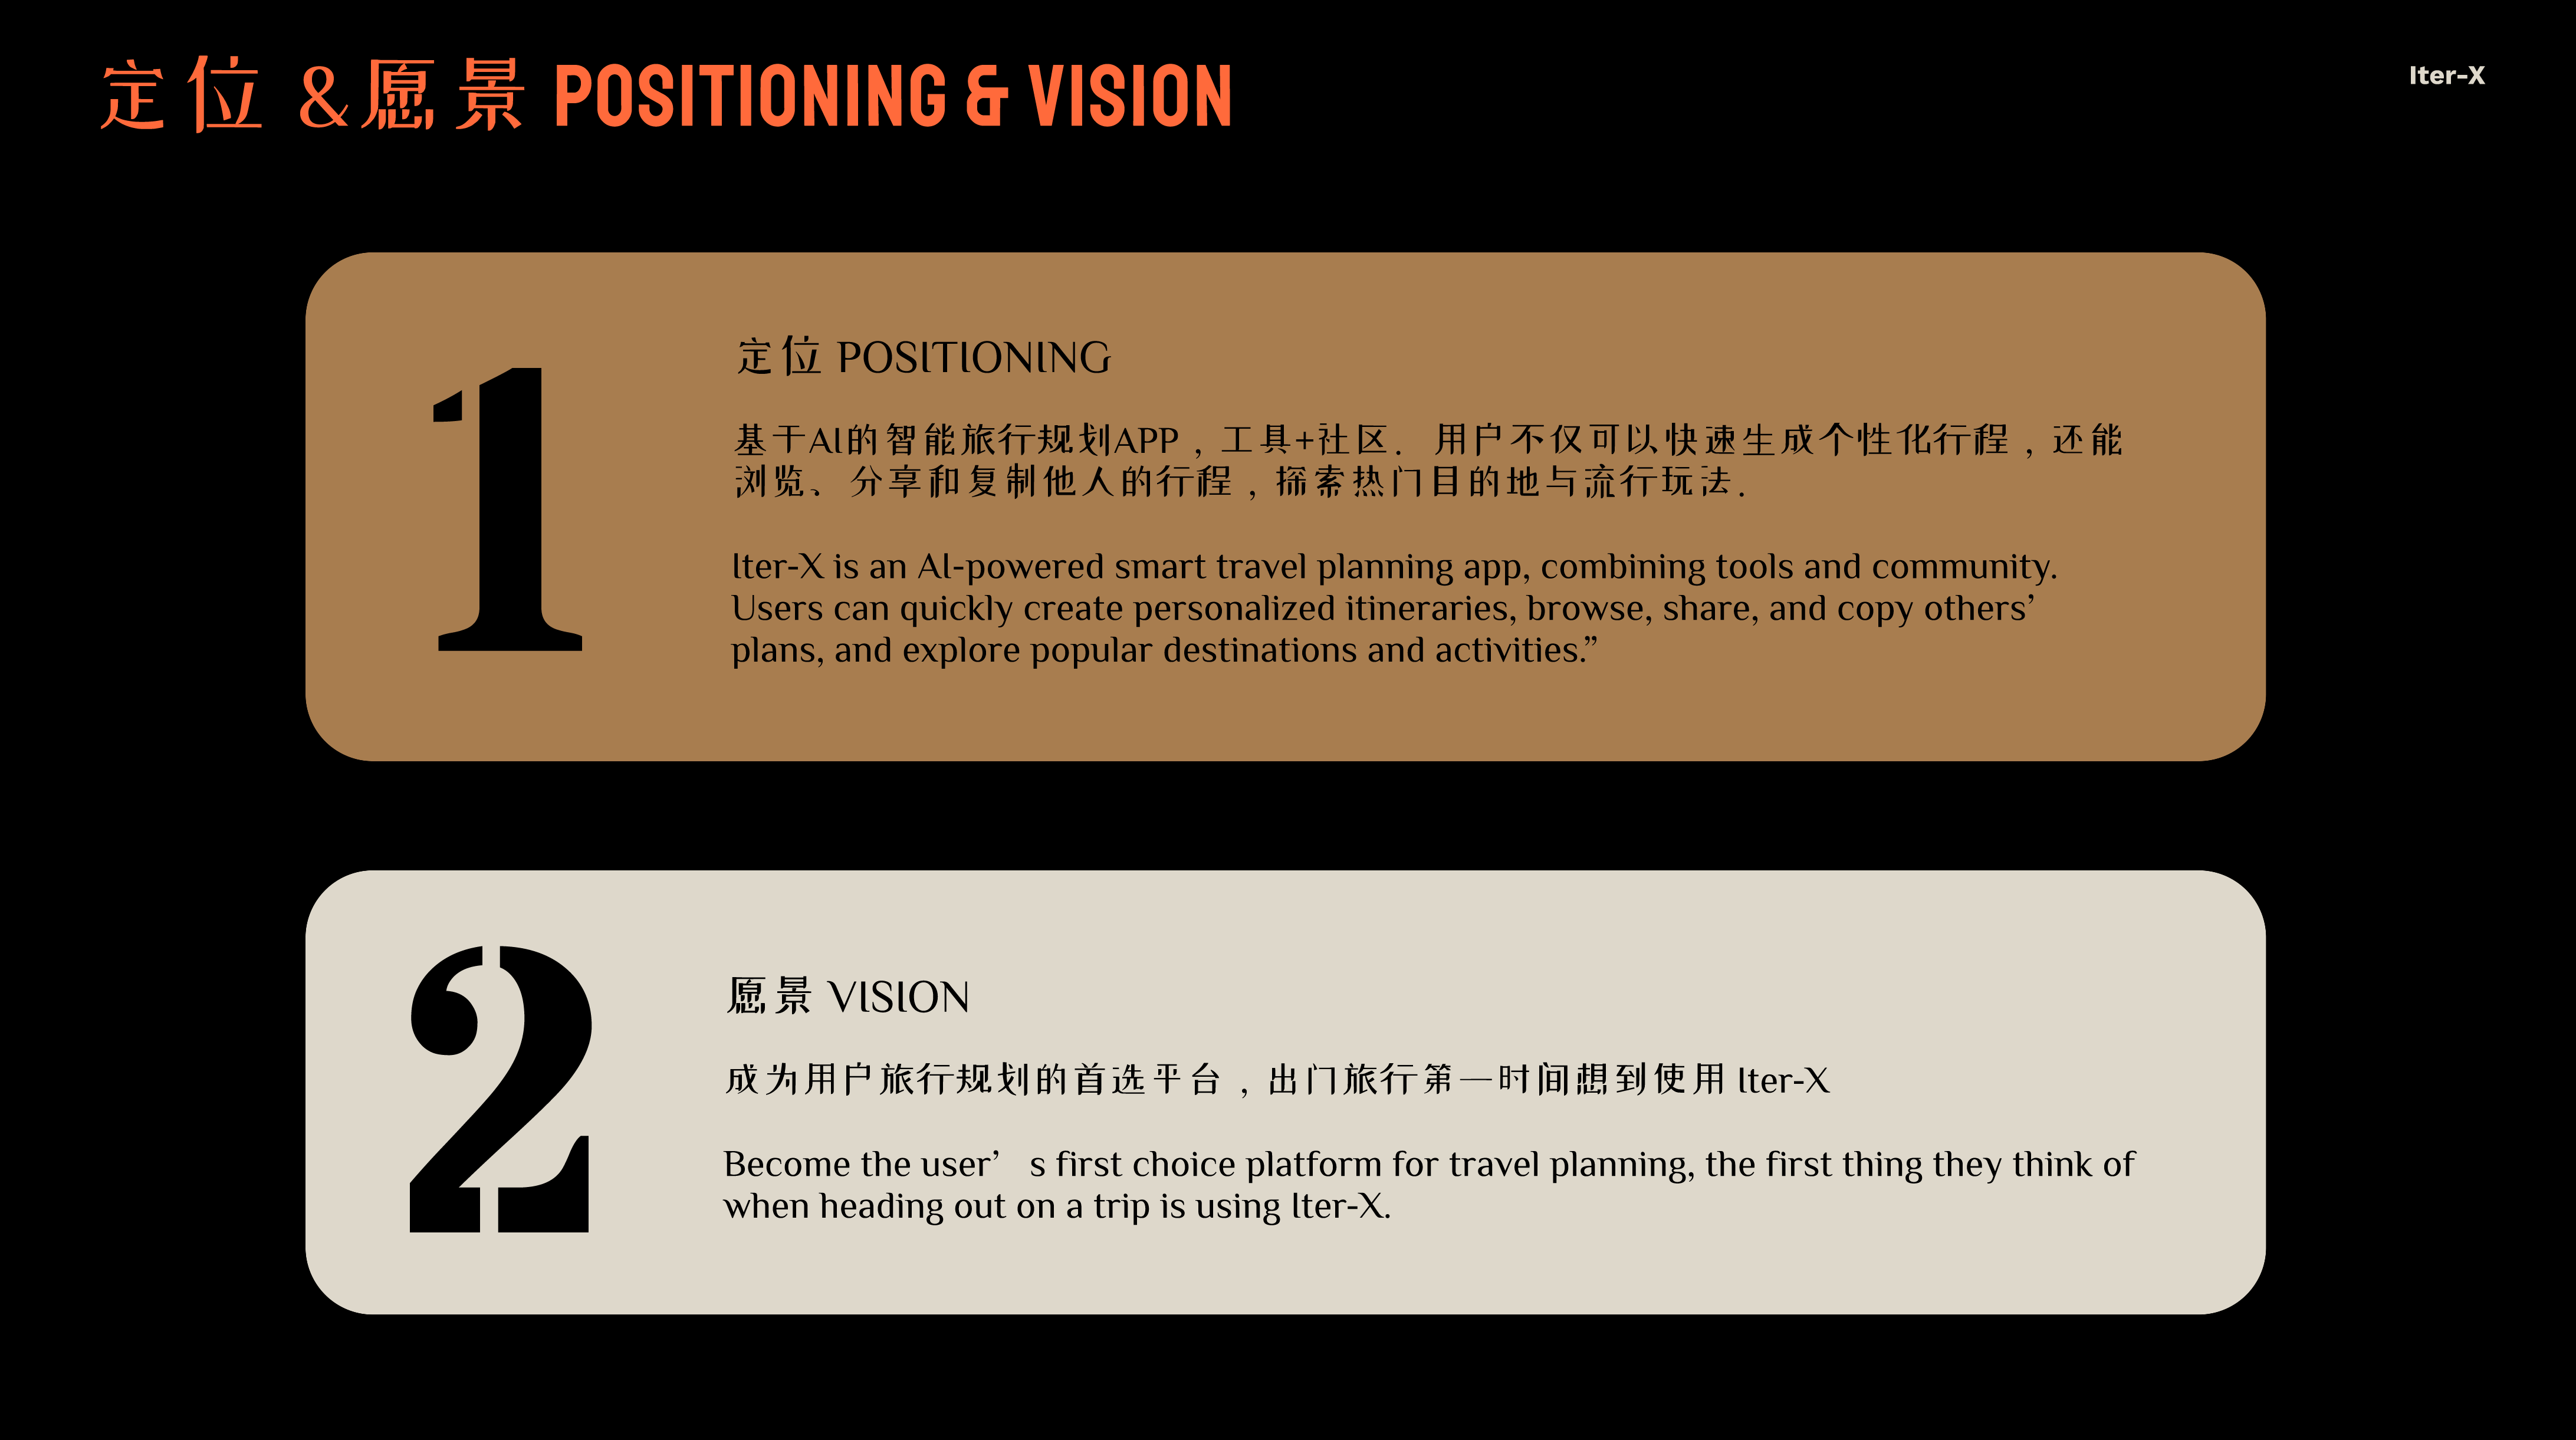 定位 &愿景 POSITIONING & VISION
Iter-X
1
定位 POSITIONING
基于AI的智能旅行规划APP，工具+社区. 用户不仅可以快速生成个性化行程，还能
浏览、分享和复制他人的行程，探索热门目的地与流行玩法.
Iter-X is an AI-powered smart travel planning app, combining tools and community.
Users can quickly create personalized itineraries, browse, share, and copy others’
plans, and explore popular destinations and activities.”
2
愿景 VISION
成为用户旅行规划的首选平台，出门旅行第一时间想到使用 Iter-X
Become the user’ s first choice platform for travel planning, the first thing they think of
when heading out on a trip is using Iter-X.